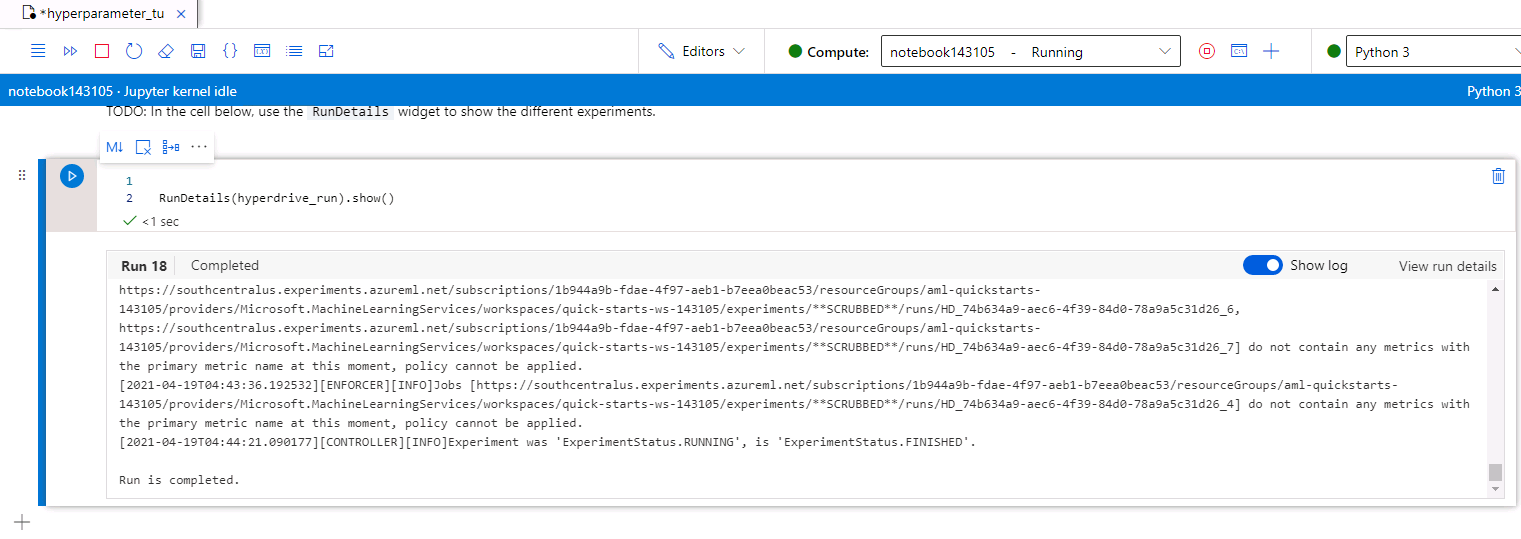 *hyperparameter_tu
Editors
Compute: notebook143105 - Running
Python 3
notebook143105 · Jupyter kernel idle
Python 3
TODO: In the cell below, use the RunDetails widget to show the different experiments.
M↓
1
2 RunDetails(hyperdrive_run).show()
<1 sec
Run 18 Completed Show log View run details
https://southcentralus.experiments.azureml.net/subscriptions/1b944a9b-fdae-4f97-aeb1-b7eea0beac53/resourceGroups/aml-quickstarts-
143105/providers/Microsoft.MachineLearningServices/workspaces/quick-starts-ws-143105/experiments/**SCRUBBED**/runs/HD_74b634a9-aec6-4f39-84d0-78a9a5c31d26_6,
https://southcentralus.experiments.azureml.net/subscriptions/1b944a9b-fdae-4f97-aeb1-b7eea0beac53/resourceGroups/aml-quickstarts-
143105/providers/Microsoft.MachineLearningServices/workspaces/quick-starts-ws-143105/experiments/**SCRUBBED**/runs/HD_74b634a9-aec6-4f39-84d0-78a9a5c31d26_7] do not contain any metrics with
the primary metric name at this moment, policy cannot be applied.
[2021-04-19T04:43:36.192532][ENFORCER][INFO]Jobs [https://southcentralus.experiments.azureml.net/subscriptions/1b944a9b-fdae-4f97-aeb1-b7eea0beac53/resourceGroups/aml-quickstarts-
143105/providers/Microsoft.MachineLearningServices/workspaces/quick-starts-ws-143105/experiments/**SCRUBBED**/runs/HD_74b634a9-aec6-4f39-84d0-78a9a5c31d26_4] do not contain any metrics with
the primary metric name at this moment, policy cannot be applied.
[2021-04-19T04:44:21.090177][CONTROLLER][INFO]Experiment was 'ExperimentStatus.RUNNING', is 'ExperimentStatus.FINISHED'.
Run is completed.